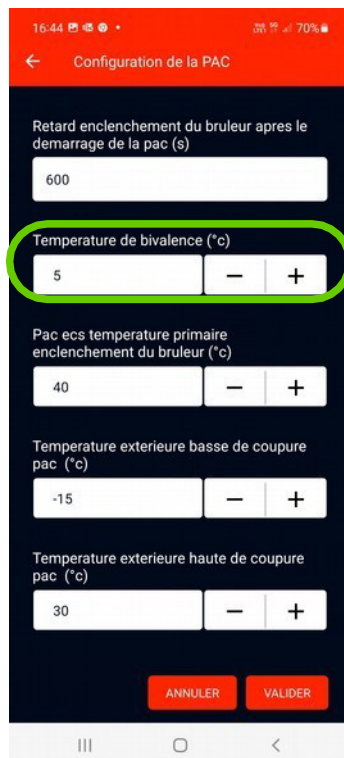 16:44
70%
Configuration de la PAC
Retard enclenchement du bruleur apres le
demarrage de la pac (s)
600
Temperature de bivalence (°c)
5
Pac ecs temperature primaire
enclenchement du bruleur (°c)
40
Temperature exterieure basse de coupure
pac (°c)
-15
Temperature exterieure haute de coupure
pac (°c)
30
ANNULER VALIDER